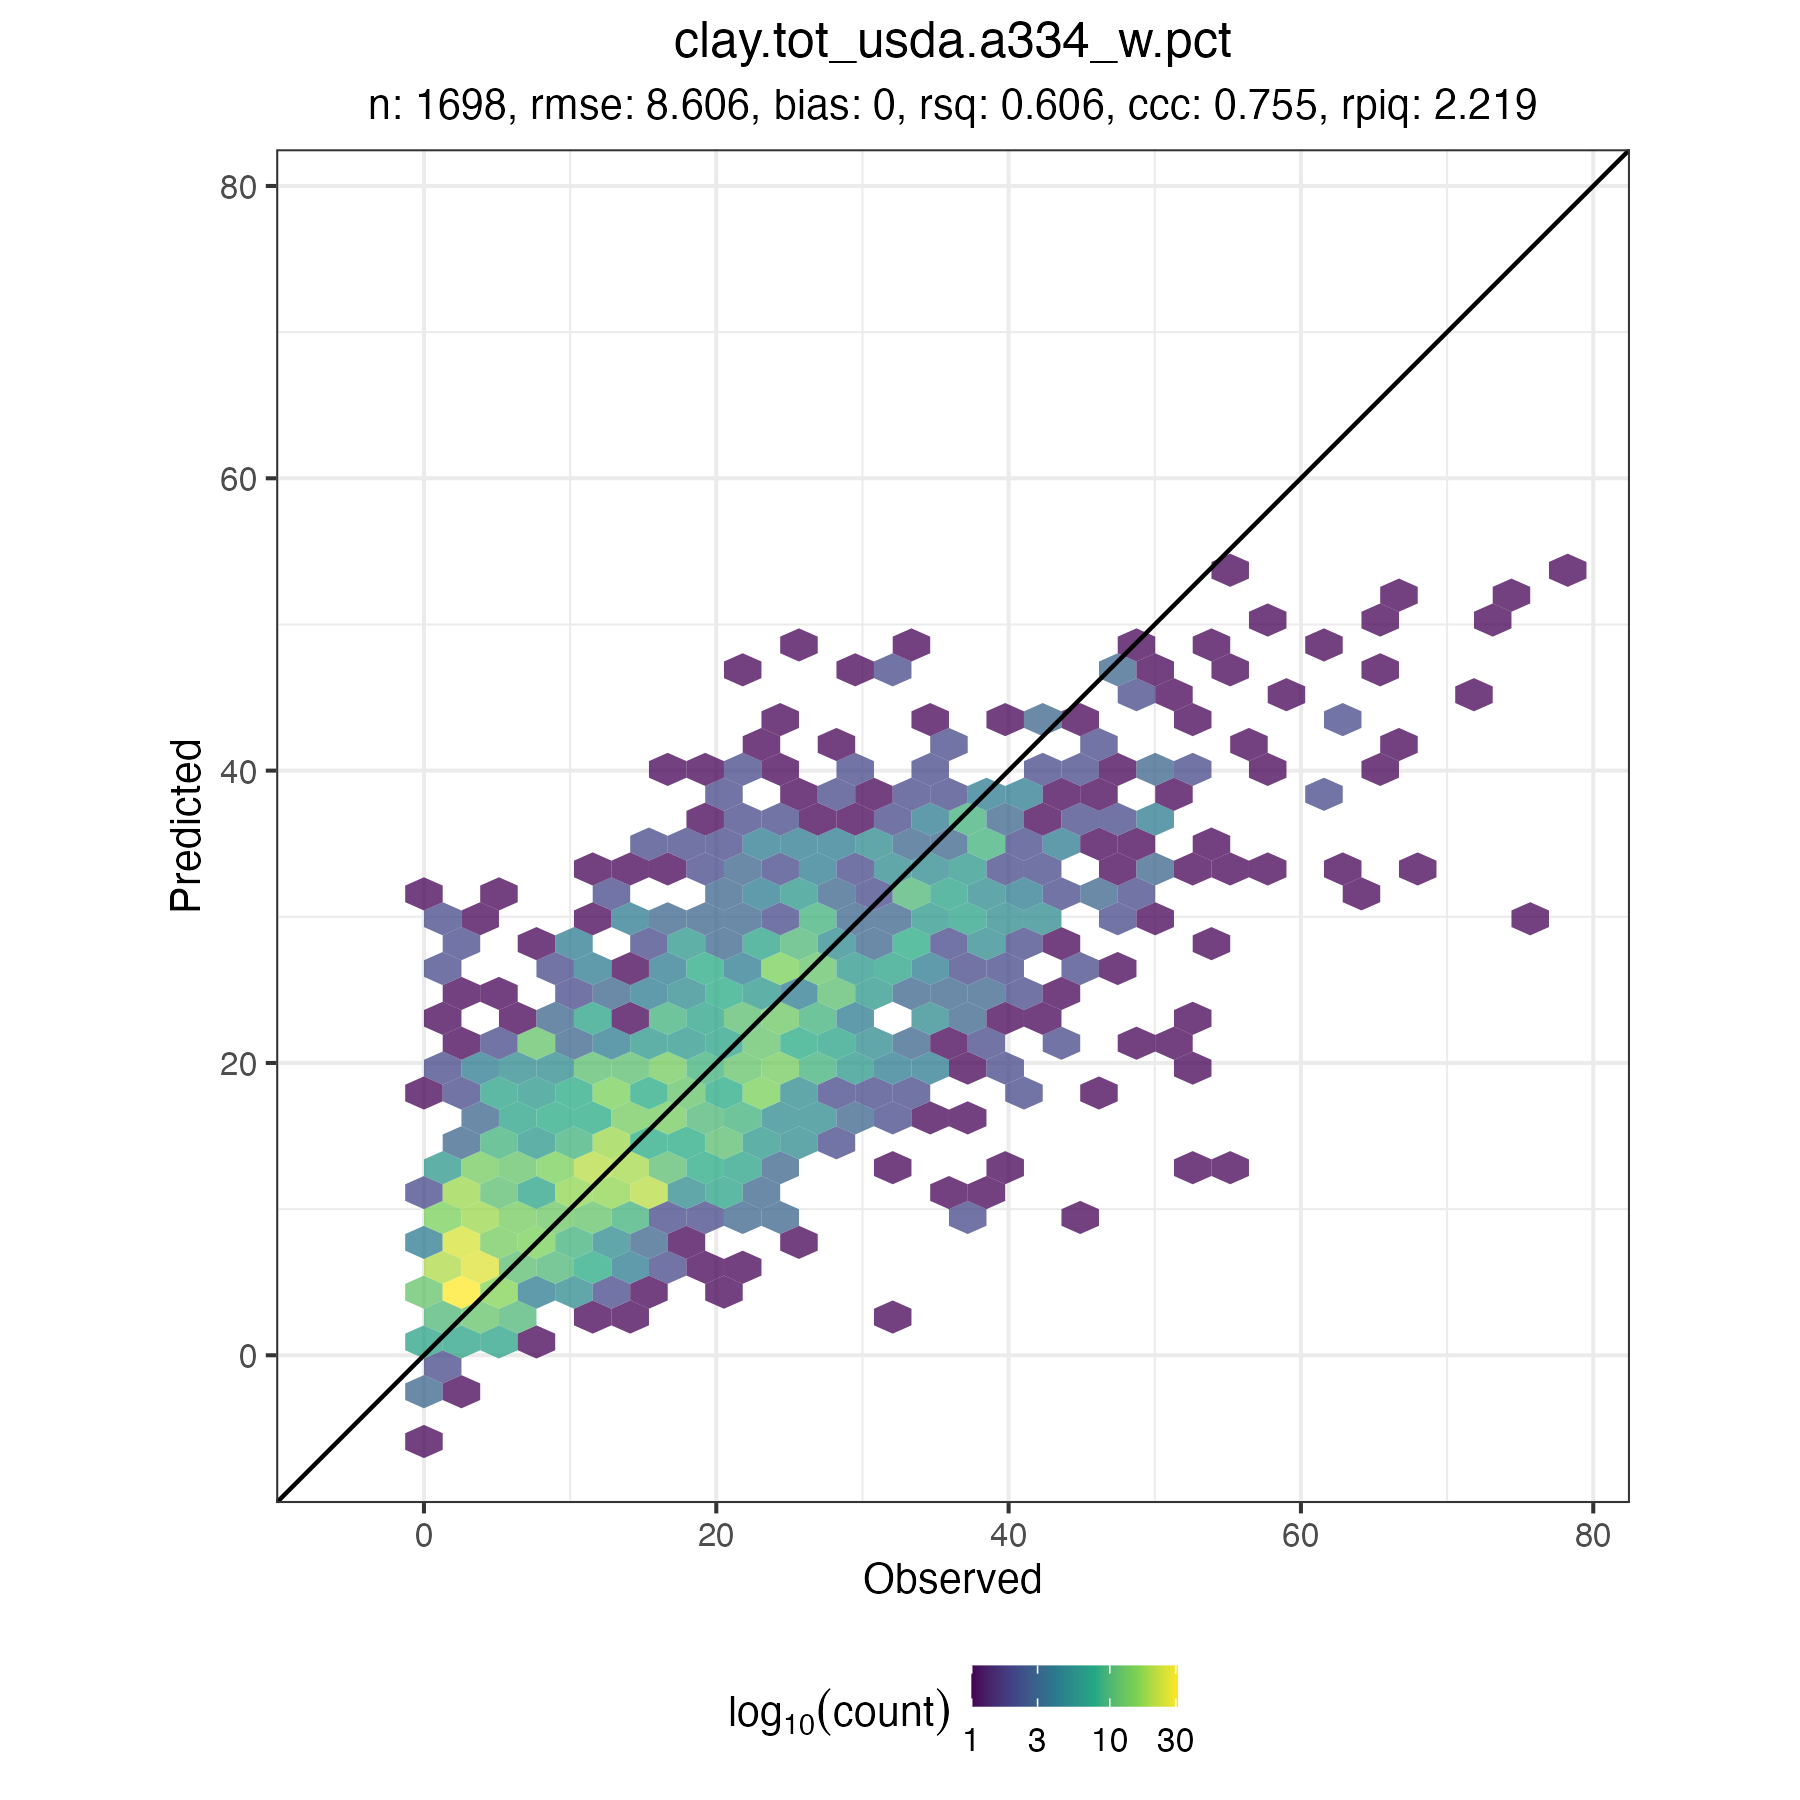 clay.tot_usda.a334_w.pct
n: 1698, rmse: 8.606, bias: 0, rsq: 0.606, ccc: 0.755, rpiq: 2.219
80
60
40
20
0
Predicted
0 20 40 60 80
Observed
log₁₀(count)
1 3 10 30